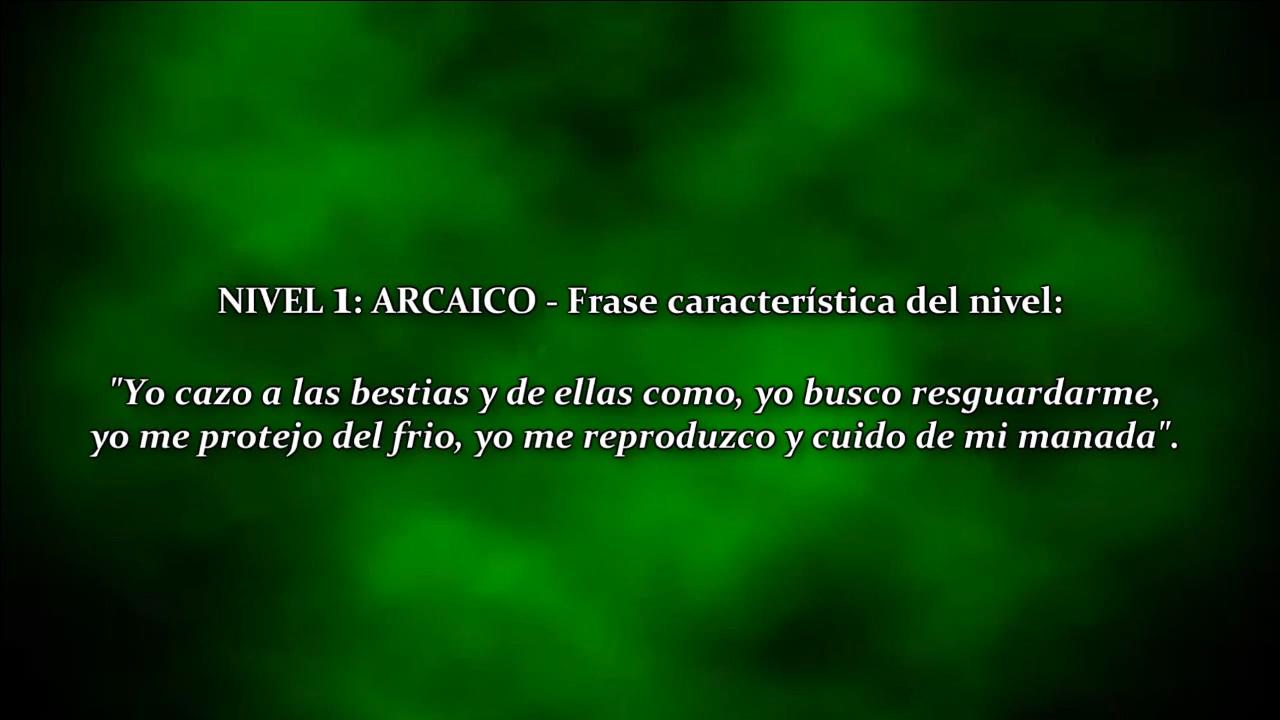 NIVEL 1: ARCAICO - Frase característica del nivel:
"Yo cazo a las bestias y de ellas como, yo busco resguardarme,
yo me protejo del frio, yo me reproduzco y cuido de mi manada".